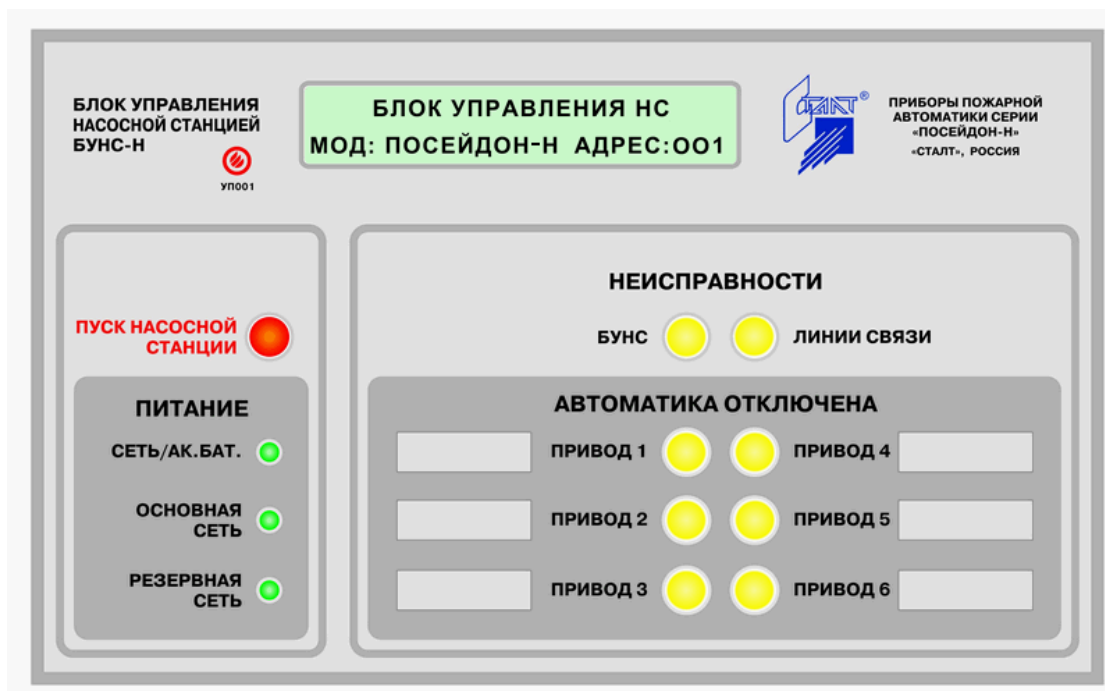 БЛОК УПРАВЛЕНИЯ
НАСОСНОЙ СТАНЦИЕЙ
БУНС-Н
УП001
БЛОК УПРАВЛЕНИЯ НС
МОД: ПОСЕЙДОН-Н АДРЕС:001
СТАЛТ®
ПРИБОРЫ ПОЖАРНОЙ
АВТОМАТИКИ СЕРИИ
«ПОСЕЙДОН-Н»
«СТАЛТ», РОССИЯ
ПУСК НАСОСНОЙ
СТАНЦИИ
ПИТАНИЕ
СЕТЬ/АК.БАТ.
ОСНОВНАЯ
СЕТЬ
РЕЗЕРВНАЯ
СЕТЬ
НЕИСПРАВНОСТИ
БУНС
ЛИНИИ СВЯЗИ
АВТОМАТИКА ОТКЛЮЧЕНА
ПРИВОД 1
ПРИВОД 4
ПРИВОД 2
ПРИВОД 5
ПРИВОД 3
ПРИВОД 6